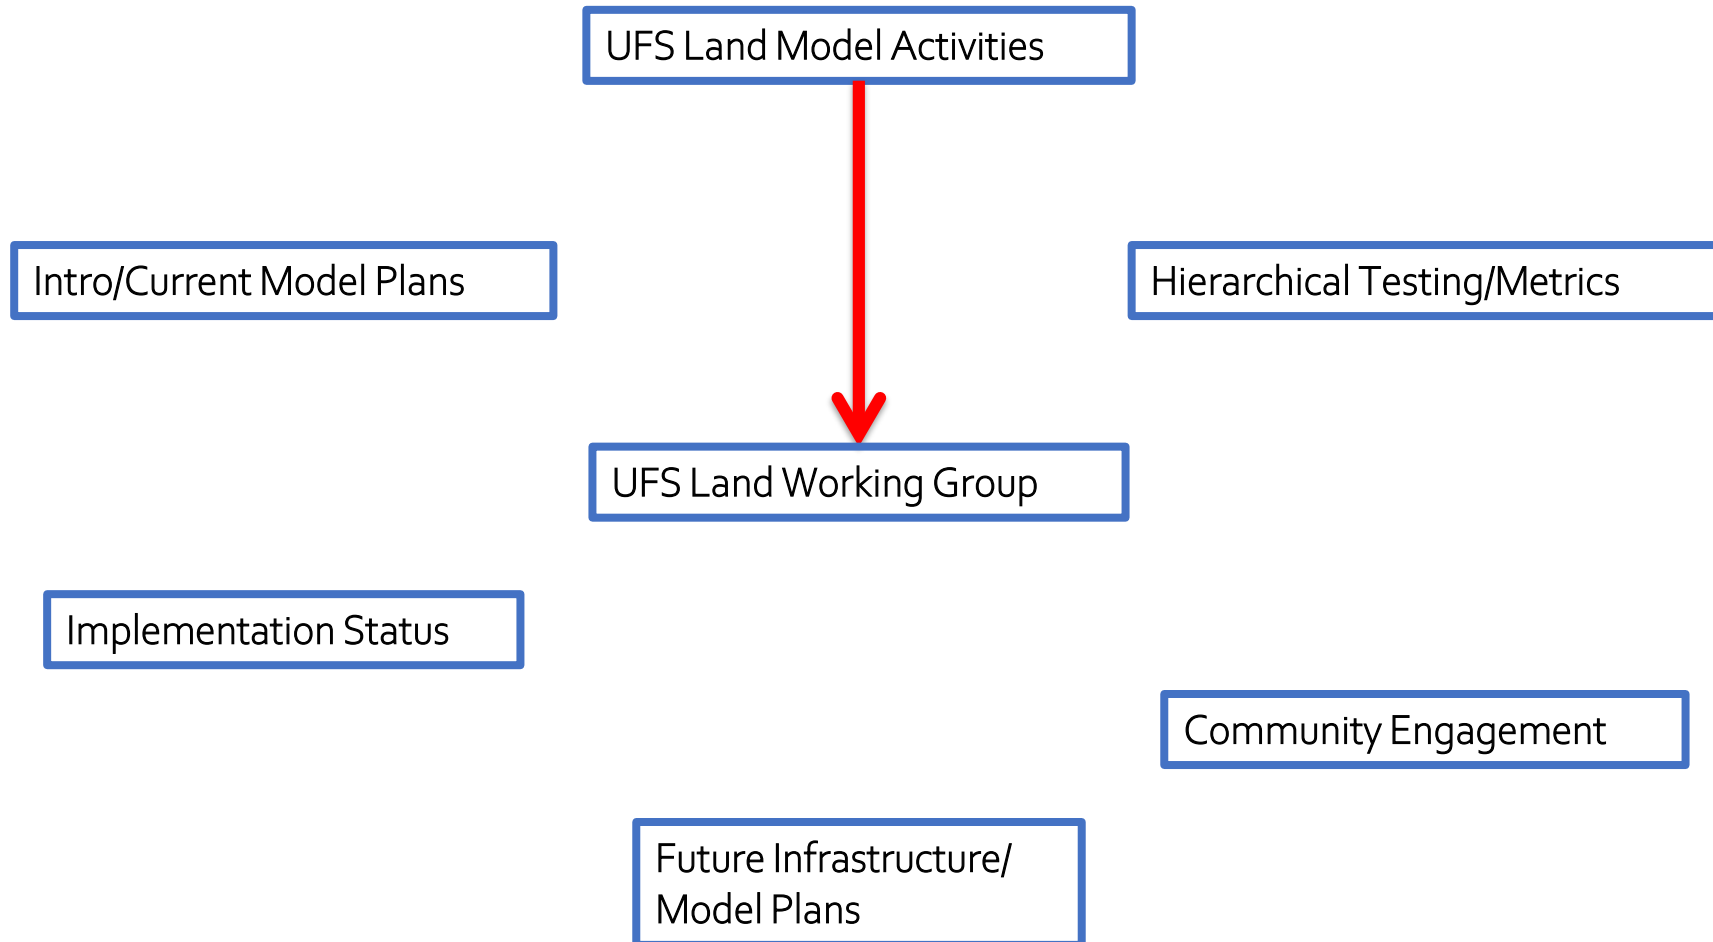 UFS Land Model Activities
Intro/Current Model Plans
Hierarchical Testing/Metrics
UFS Land Working Group
Implementation Status
Community Engagement
Future Infrastructure/
Model Plans